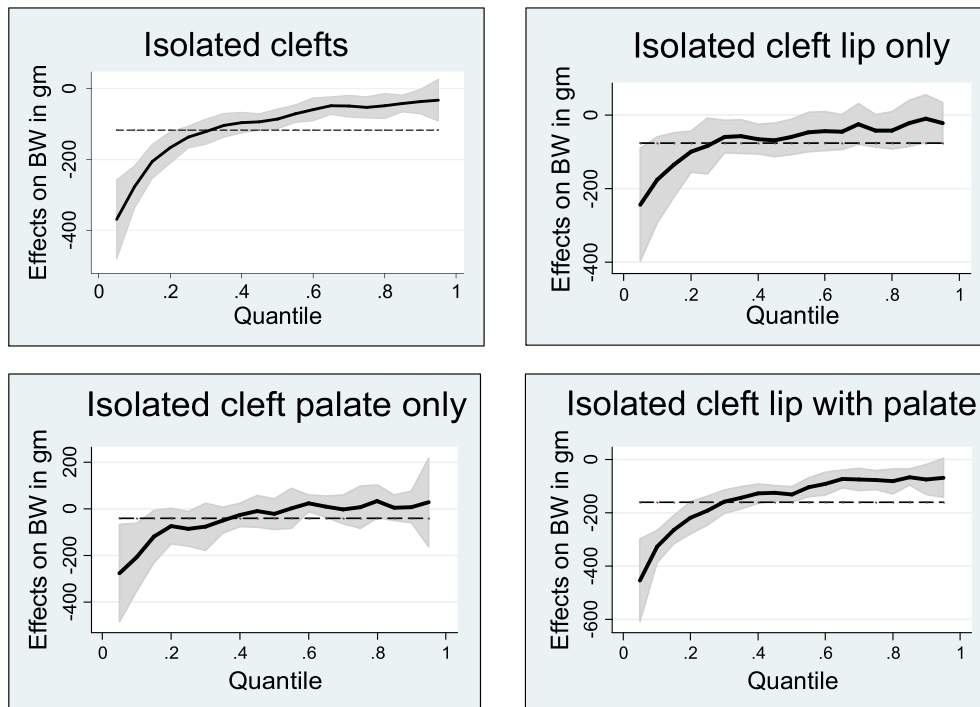 Isolated clefts
Effects on BW in gm
0
-200
-400
0 .2 .4 .6 .8 1
Quantile
Isolated cleft lip only
Effects on BW in gm
0
-200
-400
0 .2 .4 .6 .8 1
Quantile
Isolated cleft palate only
Effects on BW in gm
200
0
-200
-400
0 .2 .4 .6 .8 1
Quantile
Isolated cleft lip with palate
Effects on BW in gm
0
-200
-400
-600
0 .2 .4 .6 .8 1
Quantile